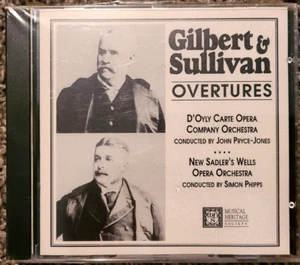 Gilbert &
Sullivan
OVERTURES
D'OYLY CARTE OPERA
COMPANY ORCHESTRA
CONDUCTED BY JOHN PRYCE-JONES
····
NEW SADLER'S WELLS
OPERA ORCHESTRA
CONDUCTED BY SIMON PHIPPS
MUSICAL
HERITAGE
SOCIETY